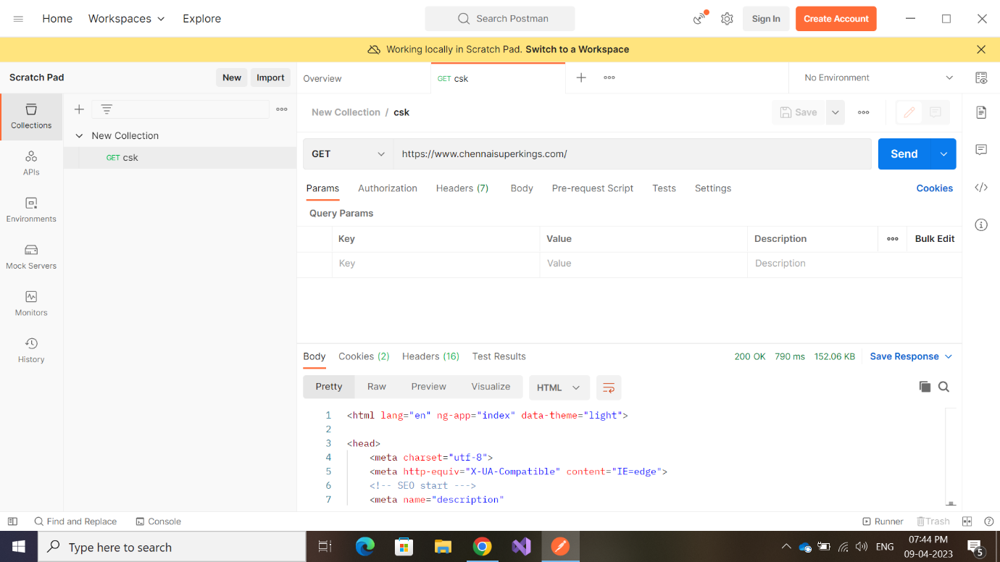 Home Workspaces Explore Search Postman Sign In Create Account
Working locally in Scratch Pad. Switch to a Workspace
Scratch Pad New Import Overview GET csk No Environment
Collections
APIs
Environments
Mock Servers
Monitors
History
New Collection
GET csk
New Collection / csk Save
GET https://www.chennaisuperkings.com/ Send
Params Authorization Headers (7) Body Pre-request Script Tests Settings Cookies
Query Params
Key Value Description Bulk Edit
Key Value Description
Body Cookies (2) Headers (16) Test Results 200 OK 790 ms 152.06 KB Save Response
Pretty Raw Preview Visualize HTML
1 <html lang="en" ng-app="index" data-theme="light">
2
3 <head>
4 <meta charset="utf-8">
5 <meta http-equiv="X-UA-Compatible" content="IE=edge">
6 <!-- SEO start --->
7 <meta name="description"
Find and Replace Console Runner Trash
Type here to search ENG 07:44 PM
09-04-2023 5